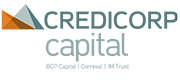 CREDICORP
capital
BCP Capital | Correval | IM Trust